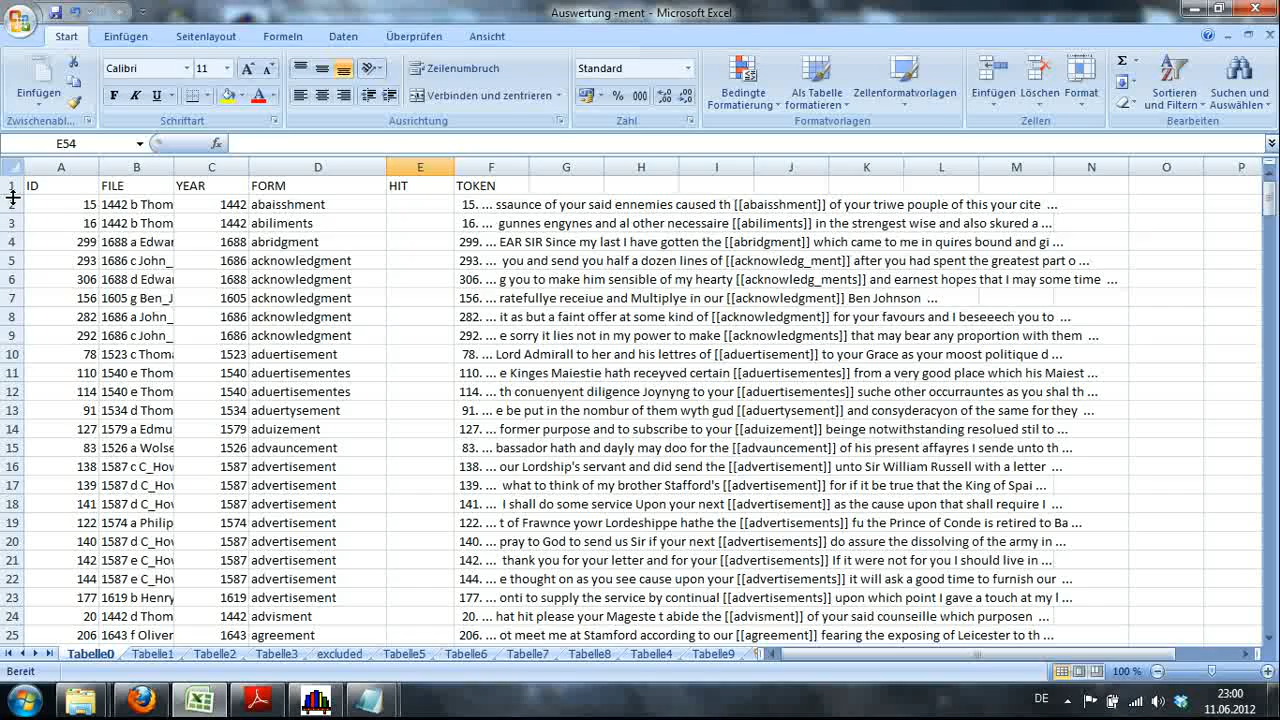 Auswertung -ment - Microsoft Excel
Start Einfügen Seitenlayout Formeln Daten Überprüfen Ansicht
Einfügen Calibri 11 Zeilenumbruch Standard Bedingte Formatierung Als Tabelle formatieren Zellenformatvorlagen Einfügen Löschen Format Sortieren und Filtern Suchen und Auswählen
F K U Verbinden und zentrieren % 000
Zwischenabl... Schriftart Ausrichtung Zahl Formatvorlagen Zellen Bearbeiten
E54 fx
A B C D E F G H I J K L M N O P
1 ID FILE YEAR FORM HIT TOKEN
2 15 1442 b Thom 1442 abaisshment 15. ... ssaunce of your said ennemies caused th [[abaisshment]] of your triwe pouple of this your cite ...
3 16 1442 b Thom 1442 abiliments 16. ... gunnes engynes and al other necessaire [[abiliments]] in the strengest wise and also skured a ...
4 299 1688 a Edwar 1688 abridgment 299. ... EAR SIR Since my last I have gotten the [[abridgment]] which came to me in quires bound and gi ...
5 293 1686 c John_ 1686 acknowledgment 293. ... you and send you half a dozen lines of [[acknowledg_ment]] after you had spent the greatest part o ...
6 306 1688 d Edwar 1688 acknowledgment 306. ... g you to make him sensible of my hearty [[acknowledg_ments]] and earnest hopes that I may some time ...
7 156 1605 g Ben_J 1605 acknowledgment 156. ... ratefullye receiue and Multiplye in our [[acknowledgment]] Ben Johnson ...
8 282 1686 a John_ 1686 acknowledgment 282. ... it as but a faint offer at some kind of [[acknowledgment]] for your favours and I beseeech you to ...
9 292 1686 c John_ 1686 acknowledgment 292. ... e sorry it lies not in my power to make [[acknowledgments]] that may bear any proportion with them ...
10 78 1523 c Thoma 1523 aduertisement 78. ... Lord Admirall to her and his lettres of [[aduertisement]] to your Grace as your moost politique d ...
11 110 1540 e Thom 1540 aduertisementes 110. ... e Kinges Maiestie hath receyved certain [[aduertisementes]] from a very good place which his Maiest ...
12 114 1540 e Thom 1540 aduertisementes 114. ... th conuenyent diligence Joynyng to your [[aduertisementes]] suche other occurrauntes as you shal th ...
13 91 1534 d Thom 1534 aduertysement 91. ... e be put in the nombur of them wyth gud [[aduertysement]] and consyderacyon of the same for they ...
14 127 1579 a Edmu 1579 aduizement 127. ... former purpose and to subscribe to your [[aduizement]] beinge notwithstanding resolued stil to ...
15 83 1526 a Wolse 1526 advauncement 83. ... bassador hath and dayly may doo for the [[advauncement]] of his present affayres I sende unto th ...
16 138 1587 c C_Hov 1587 advertisement 138. ... our Lordship's servant and did send the [[advertisement]] unto Sir William Russell with a letter ...
17 139 1587 d C_Hov 1587 advertisement 139. ... what to think of my brother Stafford's [[advertisement]] for if it be true that the King of Spai ...
18 141 1587 d C_Hov 1587 advertisement 141. ... I shall do some service Upon your next [[advertisement]] as the cause upon that shall require I ...
19 122 1574 a Philip 1574 advertisement 122. ... t of Frawnce yowr Lordeshippe hathe the [[advertisements]] fu the Prince of Conde is retired to Ba ...
20 140 1587 d C_Hov 1587 advertisement 140. ... pray to God to send us Sir if your next [[advertisements]] do assure the dissolving of the army in ...
21 142 1587 e C_Hov 1587 advertisement 142. ... thank you for your letter and for your [[advertisements]] If it were not for you I should live in ...
22 144 1587 e C_Hov 1587 advertisement 144. ... e thought on as you see cause upon your [[advertisements]] it will ask a good time to furnish our ...
23 177 1619 b Henry 1619 advertisement 177. ... onti to supply the service by continual [[advertisements]] upon which point I gave a touch at my l ...
24 20 1442 d Thom 1442 advisment 20. ... hat hit please your Mageste t abide the [[advisment]] of your said counseille which purposen ...
25 206 1643 f Oliver 1643 agreement 206. ... ot meet me at Stamford according to our [[agreement]] fearing the exposing of Leicester to th ...
Tabelle0 Tabelle1 Tabelle2 Tabelle3 excluded Tabelle5 Tabelle6 Tabelle7 Tabelle8 Tabelle4 Tabelle9
Bereit 100 %
DE 23:00
11.06.2012